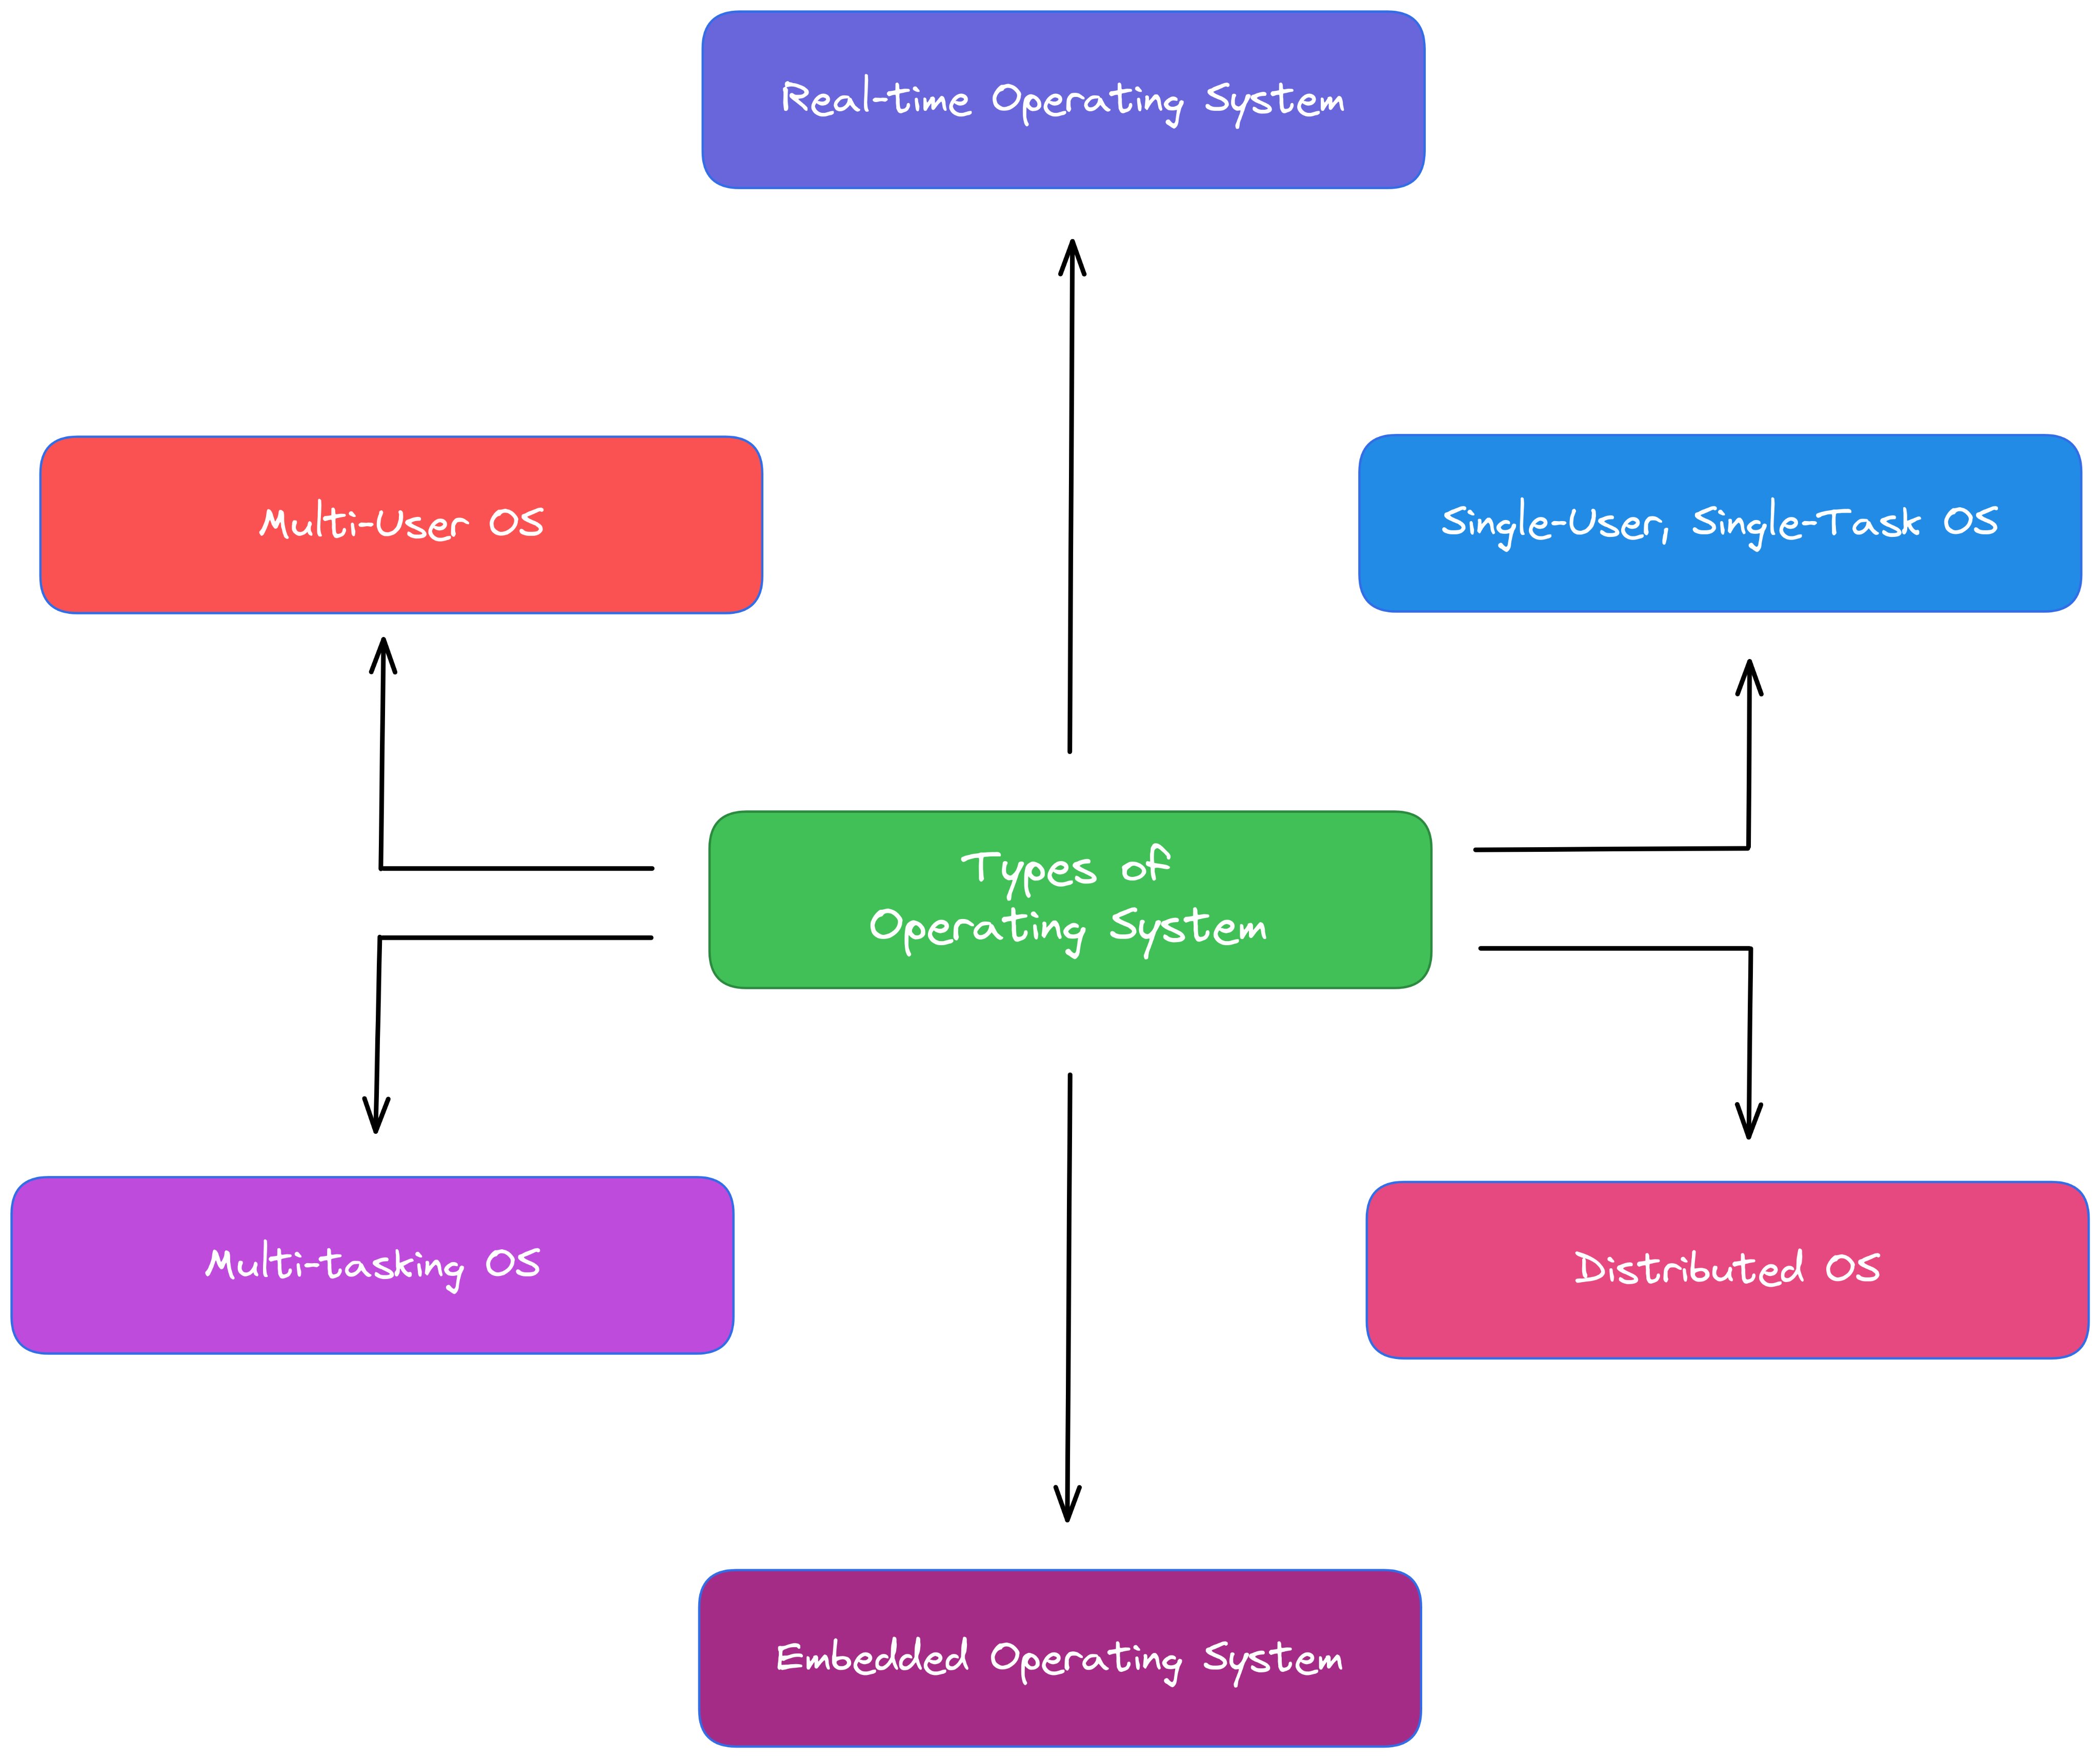 Real-time Operating System
Multi-User OS
Single-User, Single-Task OS
Types of
Operating System
Multi-tasking OS
Distributed OS
Embedded Operating System